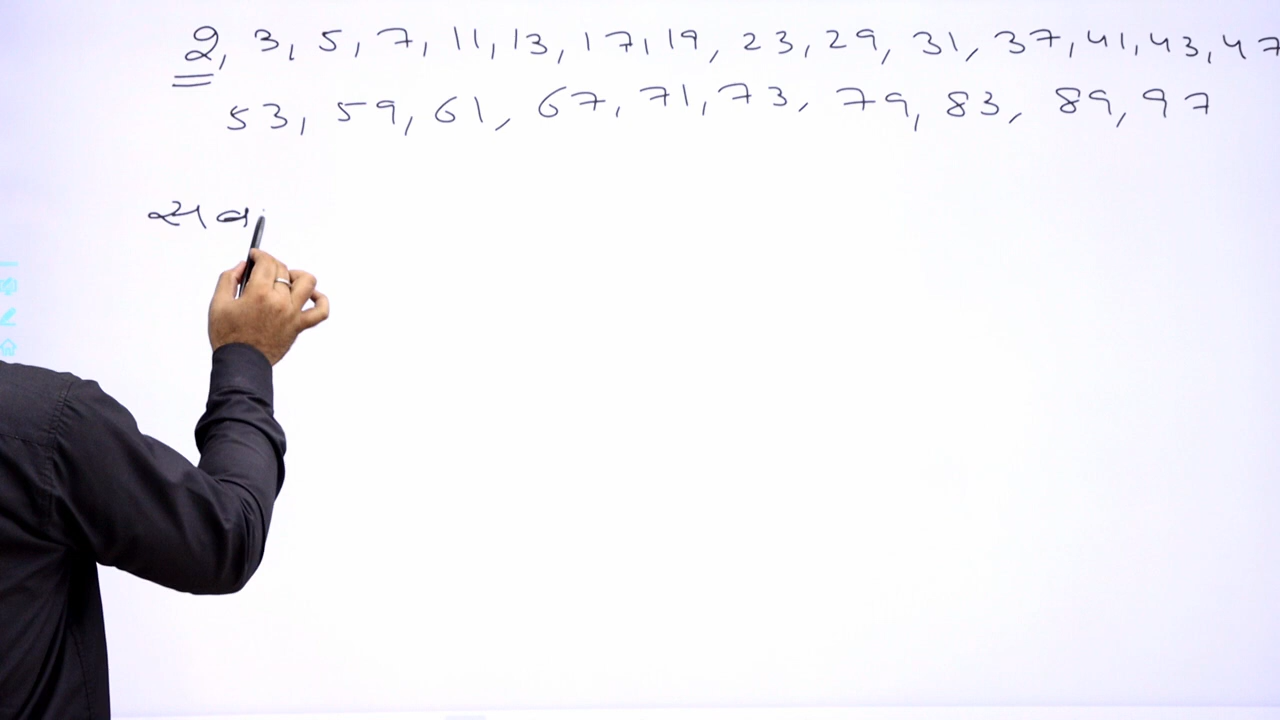 2, 3, 5, 7, 11, 13, 17, 19, 23, 29, 31, 37, 41, 43, 47
53, 59, 61, 67, 71, 73, 79, 83, 89, 97